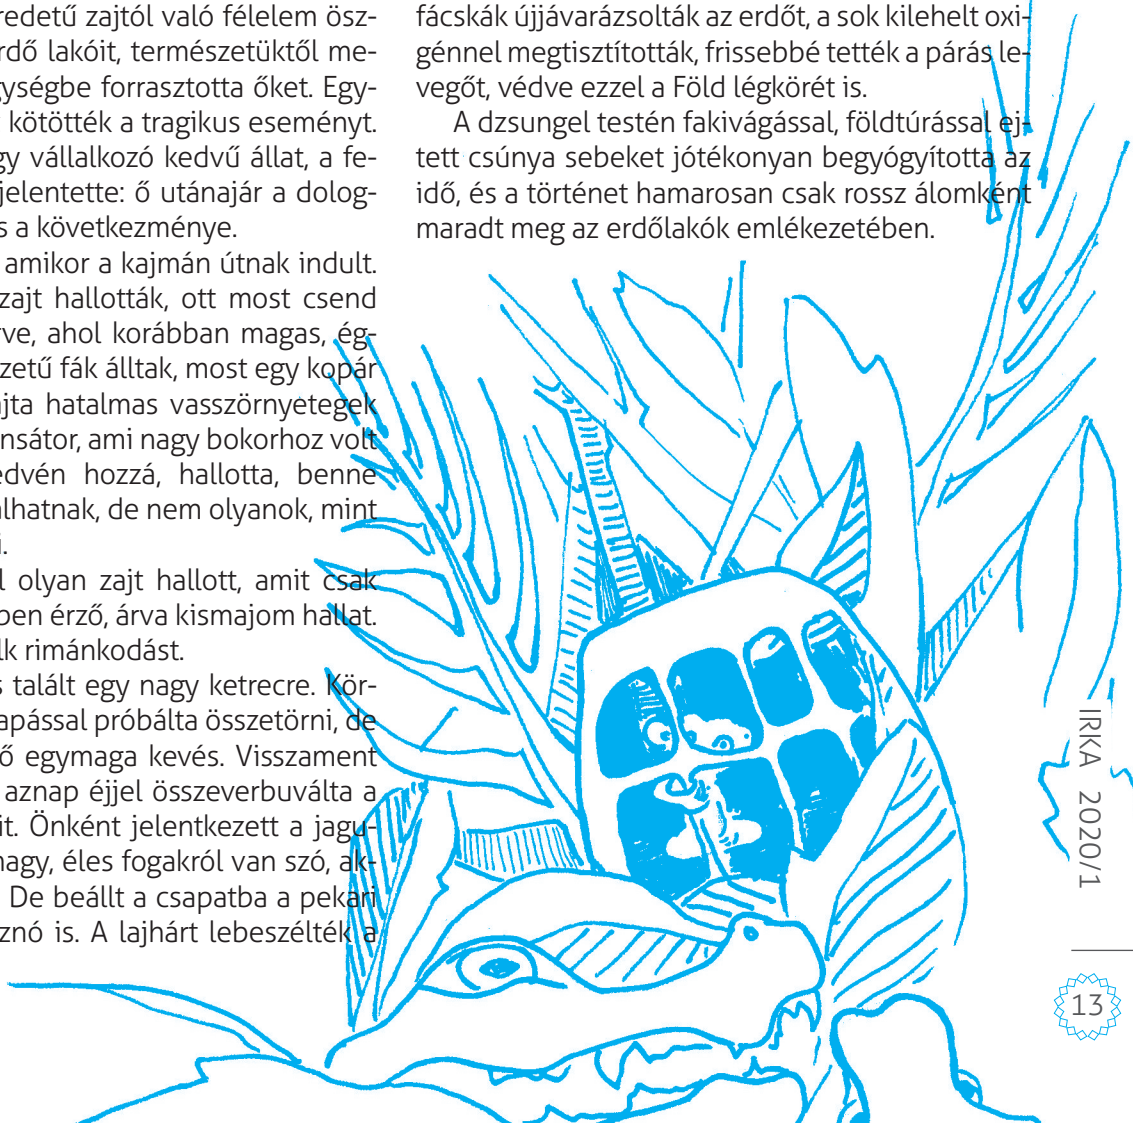 redetű zajtól való félelem ösz-
rdő lakóit, természetüktől me-
ységbe forrasztotta őket. Egy-
kötötték a tragikus eseményt.
gy vállalkozó kedvű állat, a fe-
jelentette: ő utánajár a dolog-
s a következménye.
amikor a kajmán útnak indult.
zajt hallották, ott most csend
rve, ahol korábban magas, ég-
zetű fák álltak, most egy kopár
jta hatalmas vasszörnyetegek
nsátor, ami nagy bokorhoz volt
edvén hozzá, hallotta, benne
alhatnak, de nem olyanok, mint
i.
l olyan zajt hallott, amit csak
ben érző, árva kismajom hallat.
lk rimánkodást.
s talált egy nagy ketrecre. Kör-
apással próbálta összetörni, de
ő egymaga kevés. Visszament
aznap éjjel összeverbuválta a
it. Önként jelentkezett a jagu-
nagy, éles fogakról van szó, ak-
De beállt a csapatba a pekari
znó is. A lajhárt lebeszélték a
fácskák újjávarázsolták az erdőt, a sok kilehelt oxi-
génnel megtisztították, frissebbé tették a párás le-
vegőt, védve ezzel a Föld légkörét is.
A dzsungel testén fakivágással, földtúrással ej-
tett csúnya sebeket jótékonyan begyógyította az
idő, és a történet hamarosan csak rossz álomként
maradt meg az erdőlakók emlékezetében.
IRKA 2020/1
13